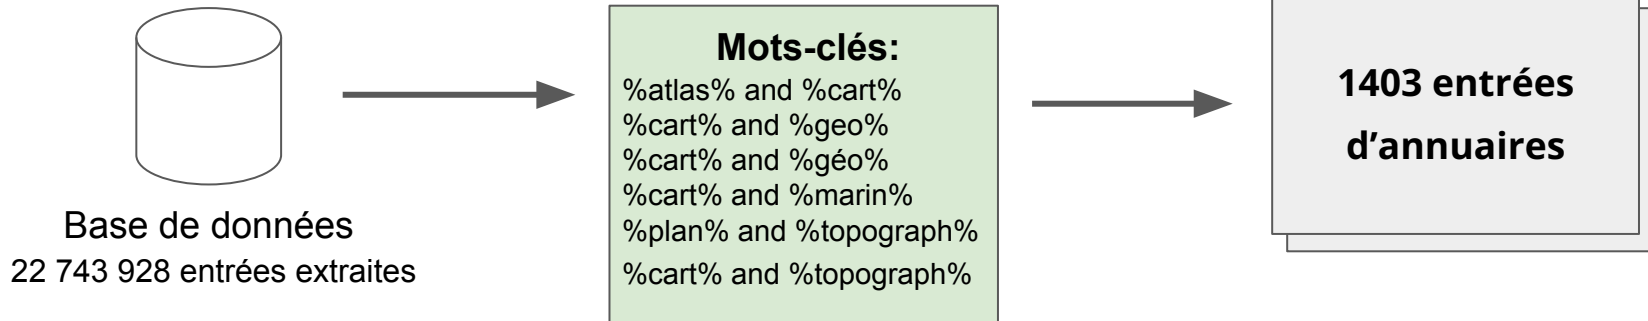 Base de données
22 743 928 entrées extraites
Mots-clés:
%atlas% and %cart%
%cart% and %geo%
%cart% and %géo%
%cart% and %marin%
%plan% and %topograph%
%cart% and %topograph%
1403 entrées
d’annuaires